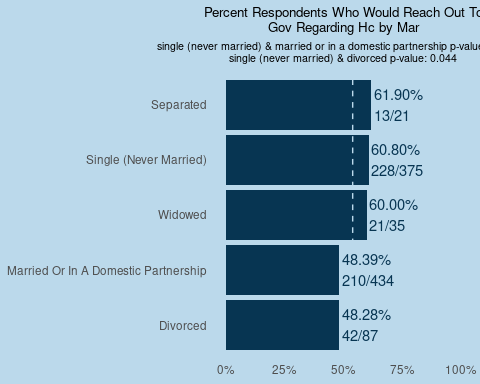 Percent Respondents Who Would Reach Out To
Gov Regarding Hc by Mar
single (never married) & married or in a domestic partnership
single (never married) & divorced p-value: 0.044
Separated
61.90%
13/21
Single (Never Married)
60.80%
228/375
Widowed
60.00%
21/35
Married Or In A Domestic Partnership
48.39%
210/434
Divorced
48.28%
42/87
0% 25% 50% 75% 100%